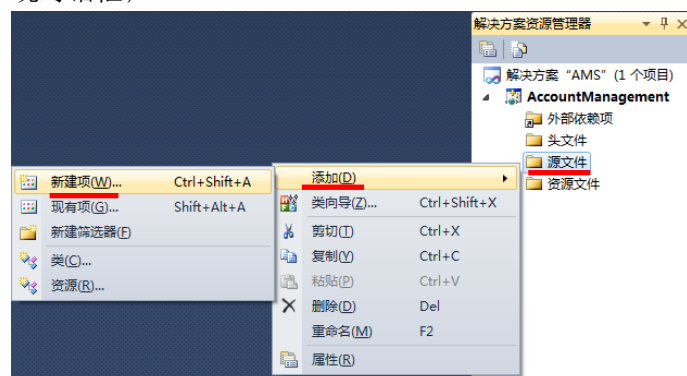 解决方案资源管理器
解决方案 "AMS" (1 个项目)
AccountManagement
外部依赖项
头文件
源文件
资源文件
添加(D)
类向导(Z)... Ctrl+Shift+X
剪切(T) Ctrl+X
复制(Y) Ctrl+C
粘贴(P) Ctrl+V
删除(D) Del
重命名(M) F2
属性(R)
新建项(W)... Ctrl+Shift+A
现有项(G)... Shift+Alt+A
新建筛选器(F)
类(C)...
资源(R)...